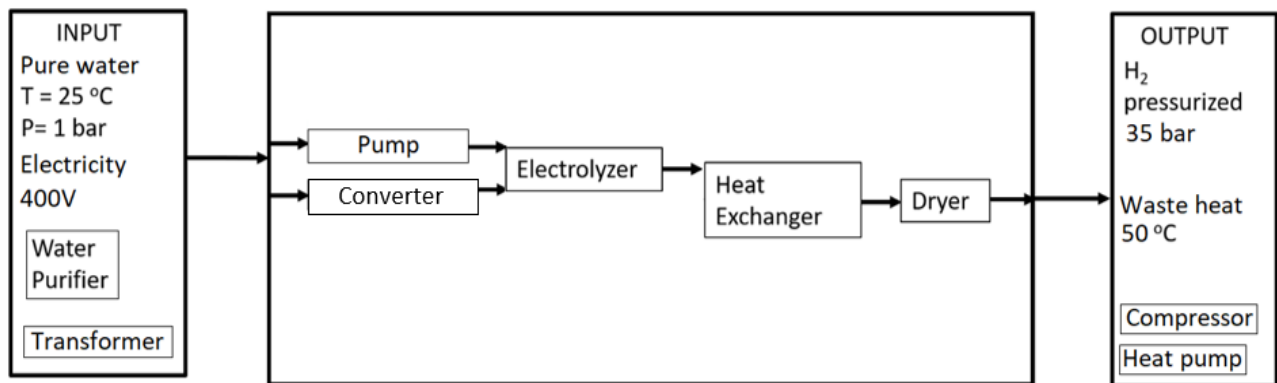 INPUT
Pure water
T = 25 °C
P= 1 bar
Electricity
400V
Water
Purifier
Transformer
Pump
Converter
Electrolyzer
Heat
Exchanger
Dryer
OUTPUT
H₂
pressurized
35 bar
Waste heat
50 °C
Compressor
Heat pump